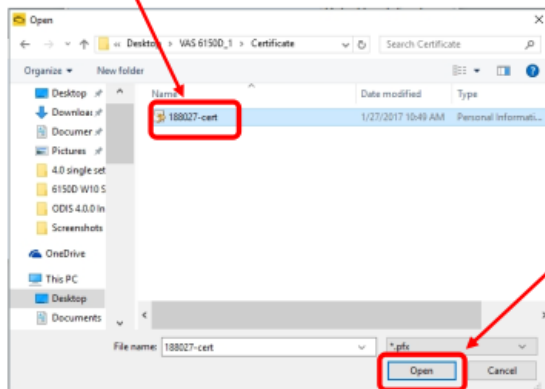 Open
« Desktop > VAS 6150D_1 > Certificate
Search Certificate
Organize
New folder
Name
Date modified
Type
188027-cert
1/27/2017 10:49 AM
Personal Informati...
Desktop
Downloa
Documer
Pictures
4.0 single set
6150D W10 S
ODIS 4.0.0 In
Screenshots
OneDrive
This PC
Desktop
Documents
File name:
188027-cert
*.pfx
Open
Cancel